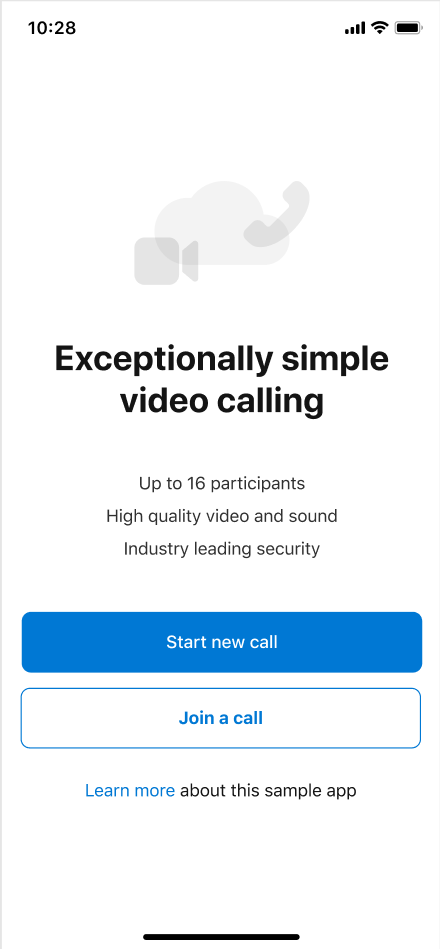 10:28
Exceptionally simple
video calling
Up to 16 participants
High quality video and sound
Industry leading security
Start new call
Join a call
Learn more about this sample app